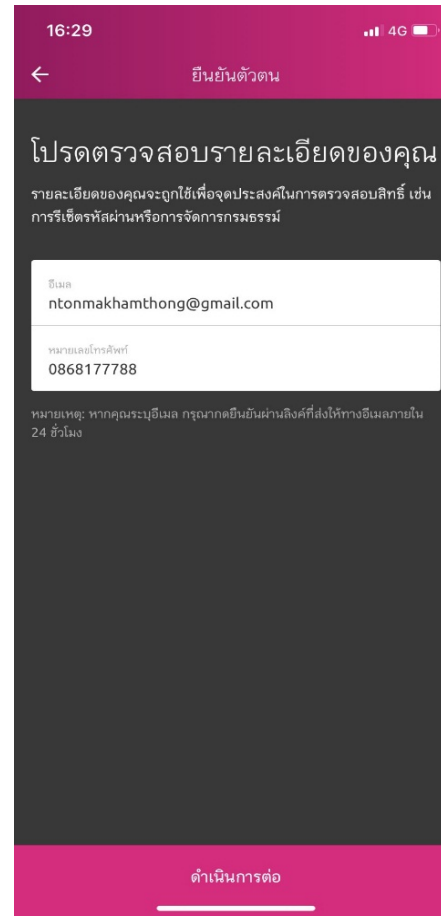 16:29
4G
ยืนยันตัวตน
โปรดตรวจสอบรายละเอียดของคุณ
รายละเอียดของคุณจะถูกใช้เพื่อจุดประสงค์ในการตรวจสอบสิทธิ์ เช่น
การรีเซ็ตรหัสผ่านหรือการจัดการกรมธรรม์
อีเมล
ntonmakhamthong@gmail.com
หมายเลขโทรศัพท์
0868177788
หมายเหตุ: หากคุณระบุอีเมล กรุณากดยืนยันผ่านลิงค์ที่ส่งให้ทางอีเมลภายใน
24 ชั่วโมง
ดำเนินการต่อ